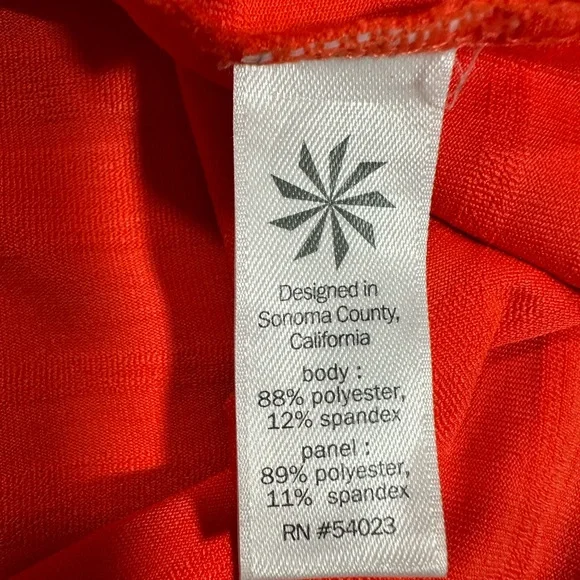 Designed in
Sonoma County,
California
body :
88% polyester,
12% spandex
panel :
89% polyester,
11% spandex
RN #54023